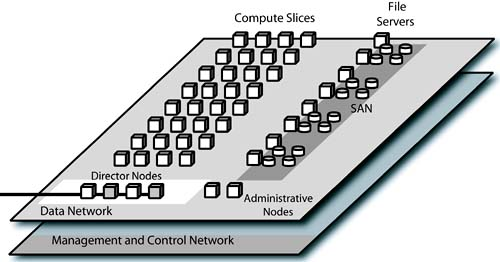 File
Servers
Compute Slices
SAN
Director Nodes
Administrative
Nodes
Data Network
Management and Control Network